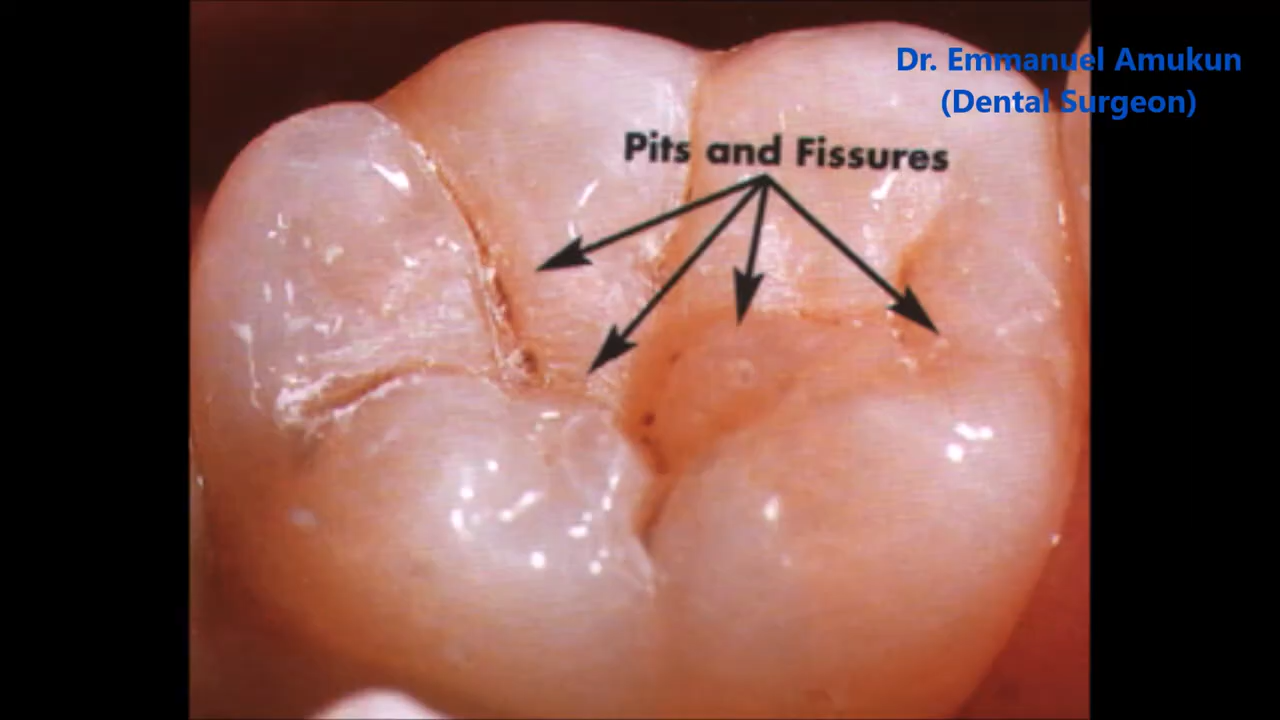 Dr. Emmanuel Amukun
(Dental Surgeon)
Pits and Fissures